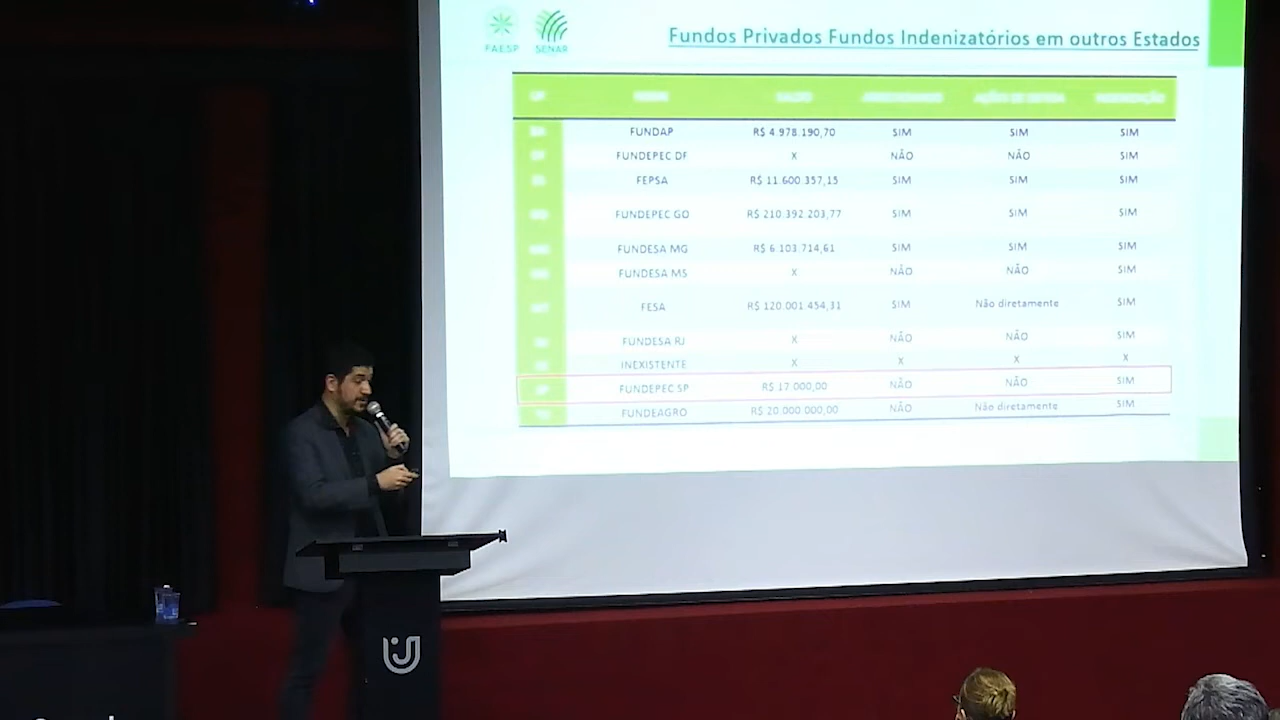 FAESP SENAR
Fundos Privados Fundos Indenizatórios em outros Estados
FUNDAP R$ 4.978.190,70 SIM SIM SIM
FUNDEPEC DF X NÃO NÃO SIM
FEPSA R$ 11.600.357,15 SIM SIM SIM
FUNDEPEC GO R$ 210.392.203,77 SIM SIM SIM
FUNDESA MG R$ 6.103.714,61 SIM SIM SIM
FUNDESA MS X NÃO NÃO SIM
FESA R$ 120.001.454,31 SIM Não diretamente SIM
FUNDESA RJ X NÃO NÃO SIM
INEXISTENTE X X X X
FUNDEPEC SP R$ 17.000,00 NÃO NÃO SIM
FUNDEAGRO R$ 20.000.000,00 NÃO Não diretamente SIM